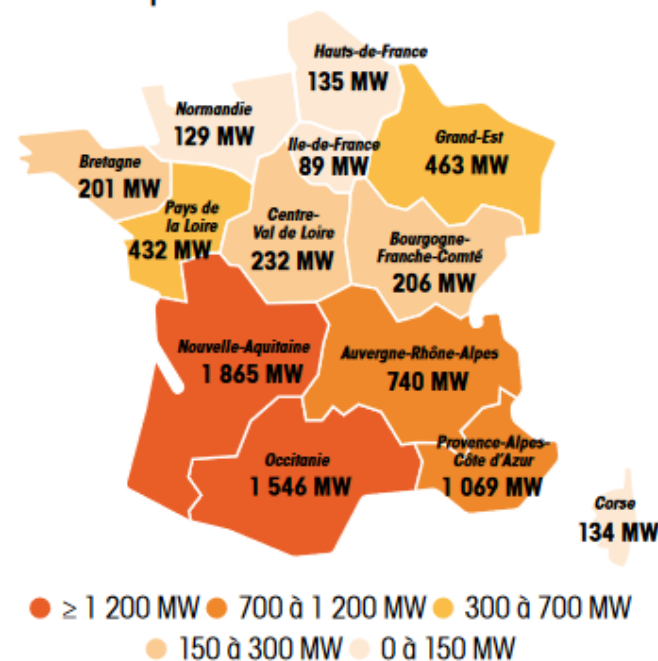 Hauts-de-France
135 MW
Normandie
129 MW
Ile-de-France
89 MW
Grand-Est
463 MW
Bretagne
201 MW
Pays de
la Loire
432 MW
Centre-
Val de Loire
232 MW
Bourgogne-
Franche-Comté
206 MW
Nouvelle-Aquitaine
1 865 MW
Auvergne-Rhône-Alpes
740 MW
Occitanie
1 546 MW
Provence-Alpes-
Côte d'Azur
1 069 MW
Corse
134 MW
≥ 1 200 MW 700 à 1 200 MW 300 à 700 MW
150 à 300 MW 0 à 150 MW